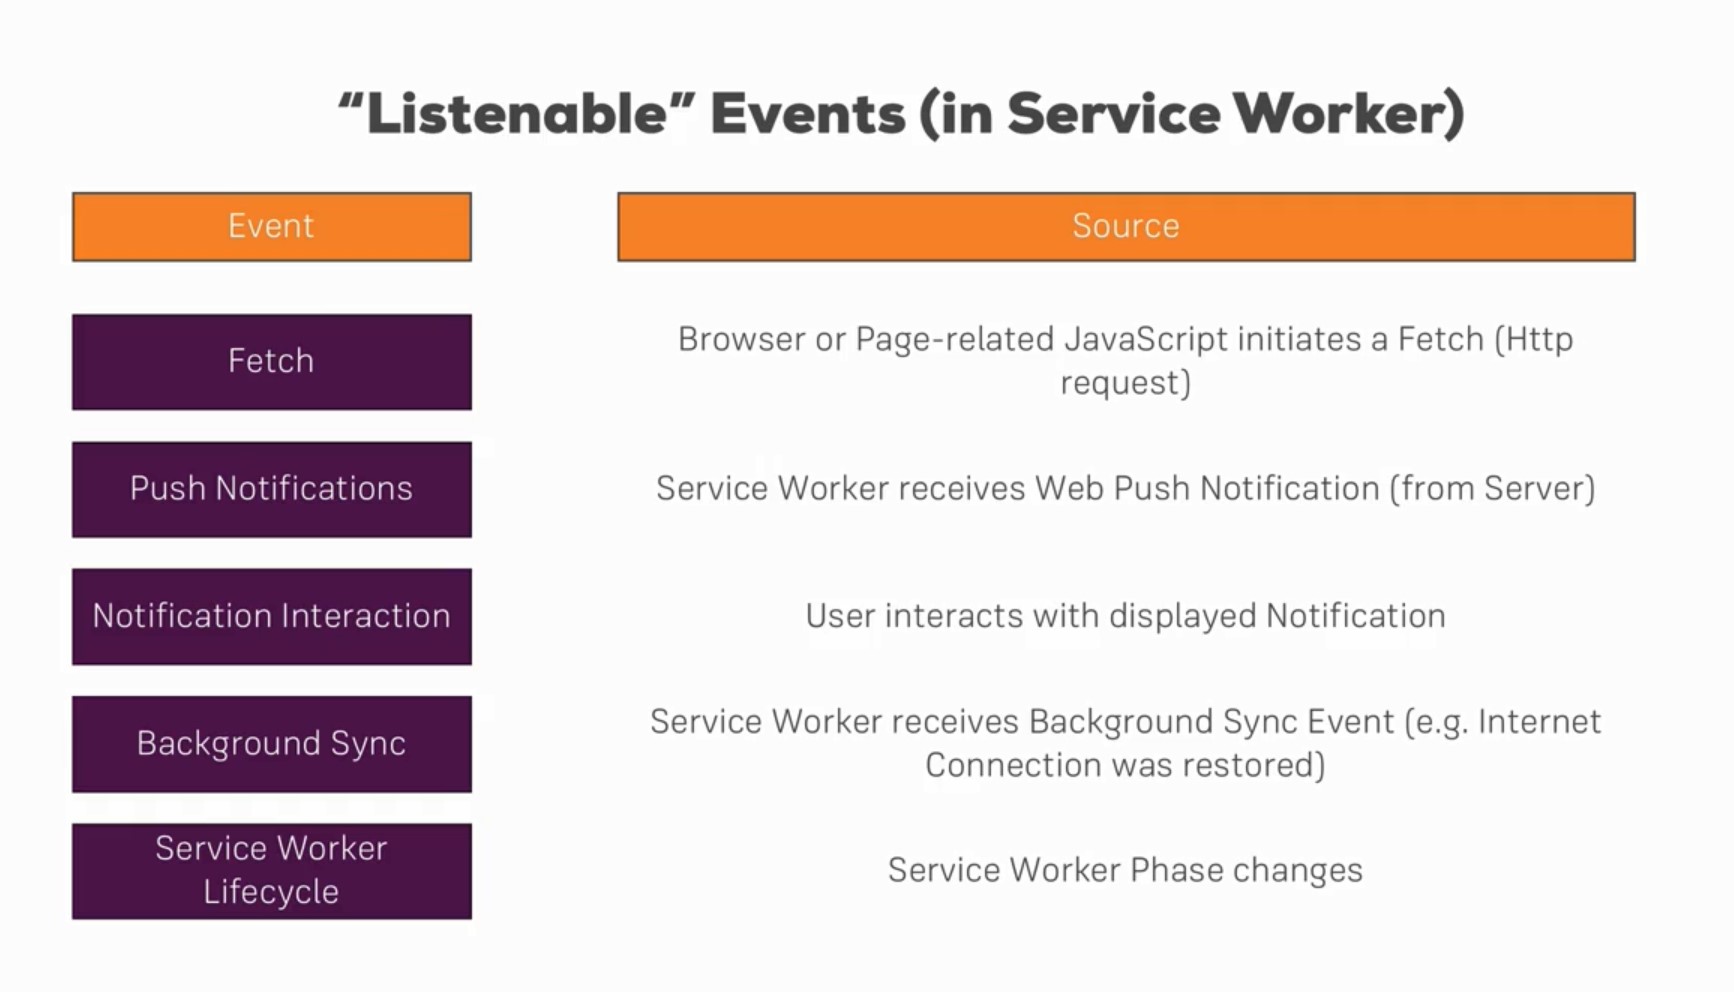 “Listenable” Events (in Service Worker)
Event
Source
Fetch
Browser or Page-related JavaScript initiates a Fetch (Http
request)
Push Notifications
Service Worker receives Web Push Notification (from Server)
Notification Interaction
User interacts with displayed Notification
Background Sync
Service Worker receives Background Sync Event (e.g. Internet
Connection was restored)
Service Worker
Lifecycle
Service Worker Phase changes